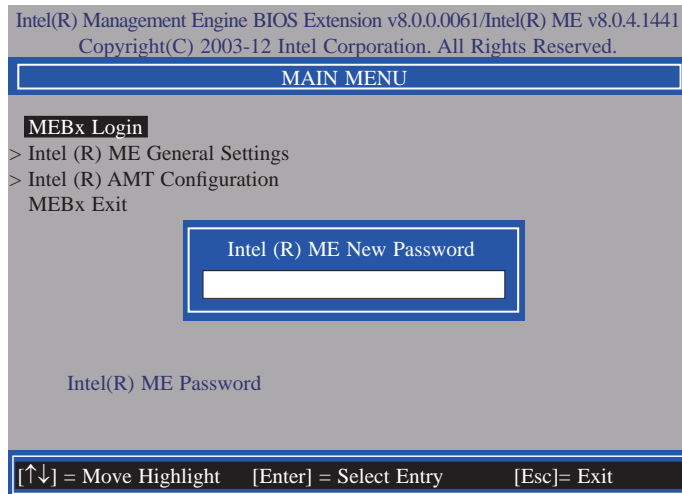 Intel(R) Management Engine BIOS Extension v8.0.0.0061/Intel(R) ME v8.0.4.1441
Copyright(C) 2003-12 Intel Corporation. All Rights Reserved.
MAIN MENU
MEBx Login
> Intel (R) ME General Settings
> Intel (R) AMT Configuration
MEBx Exit
Intel (R) ME New Password
Intel(R) ME Password
[↑↓] = Move Highlight [Enter] = Select Entry [Esc]= Exit